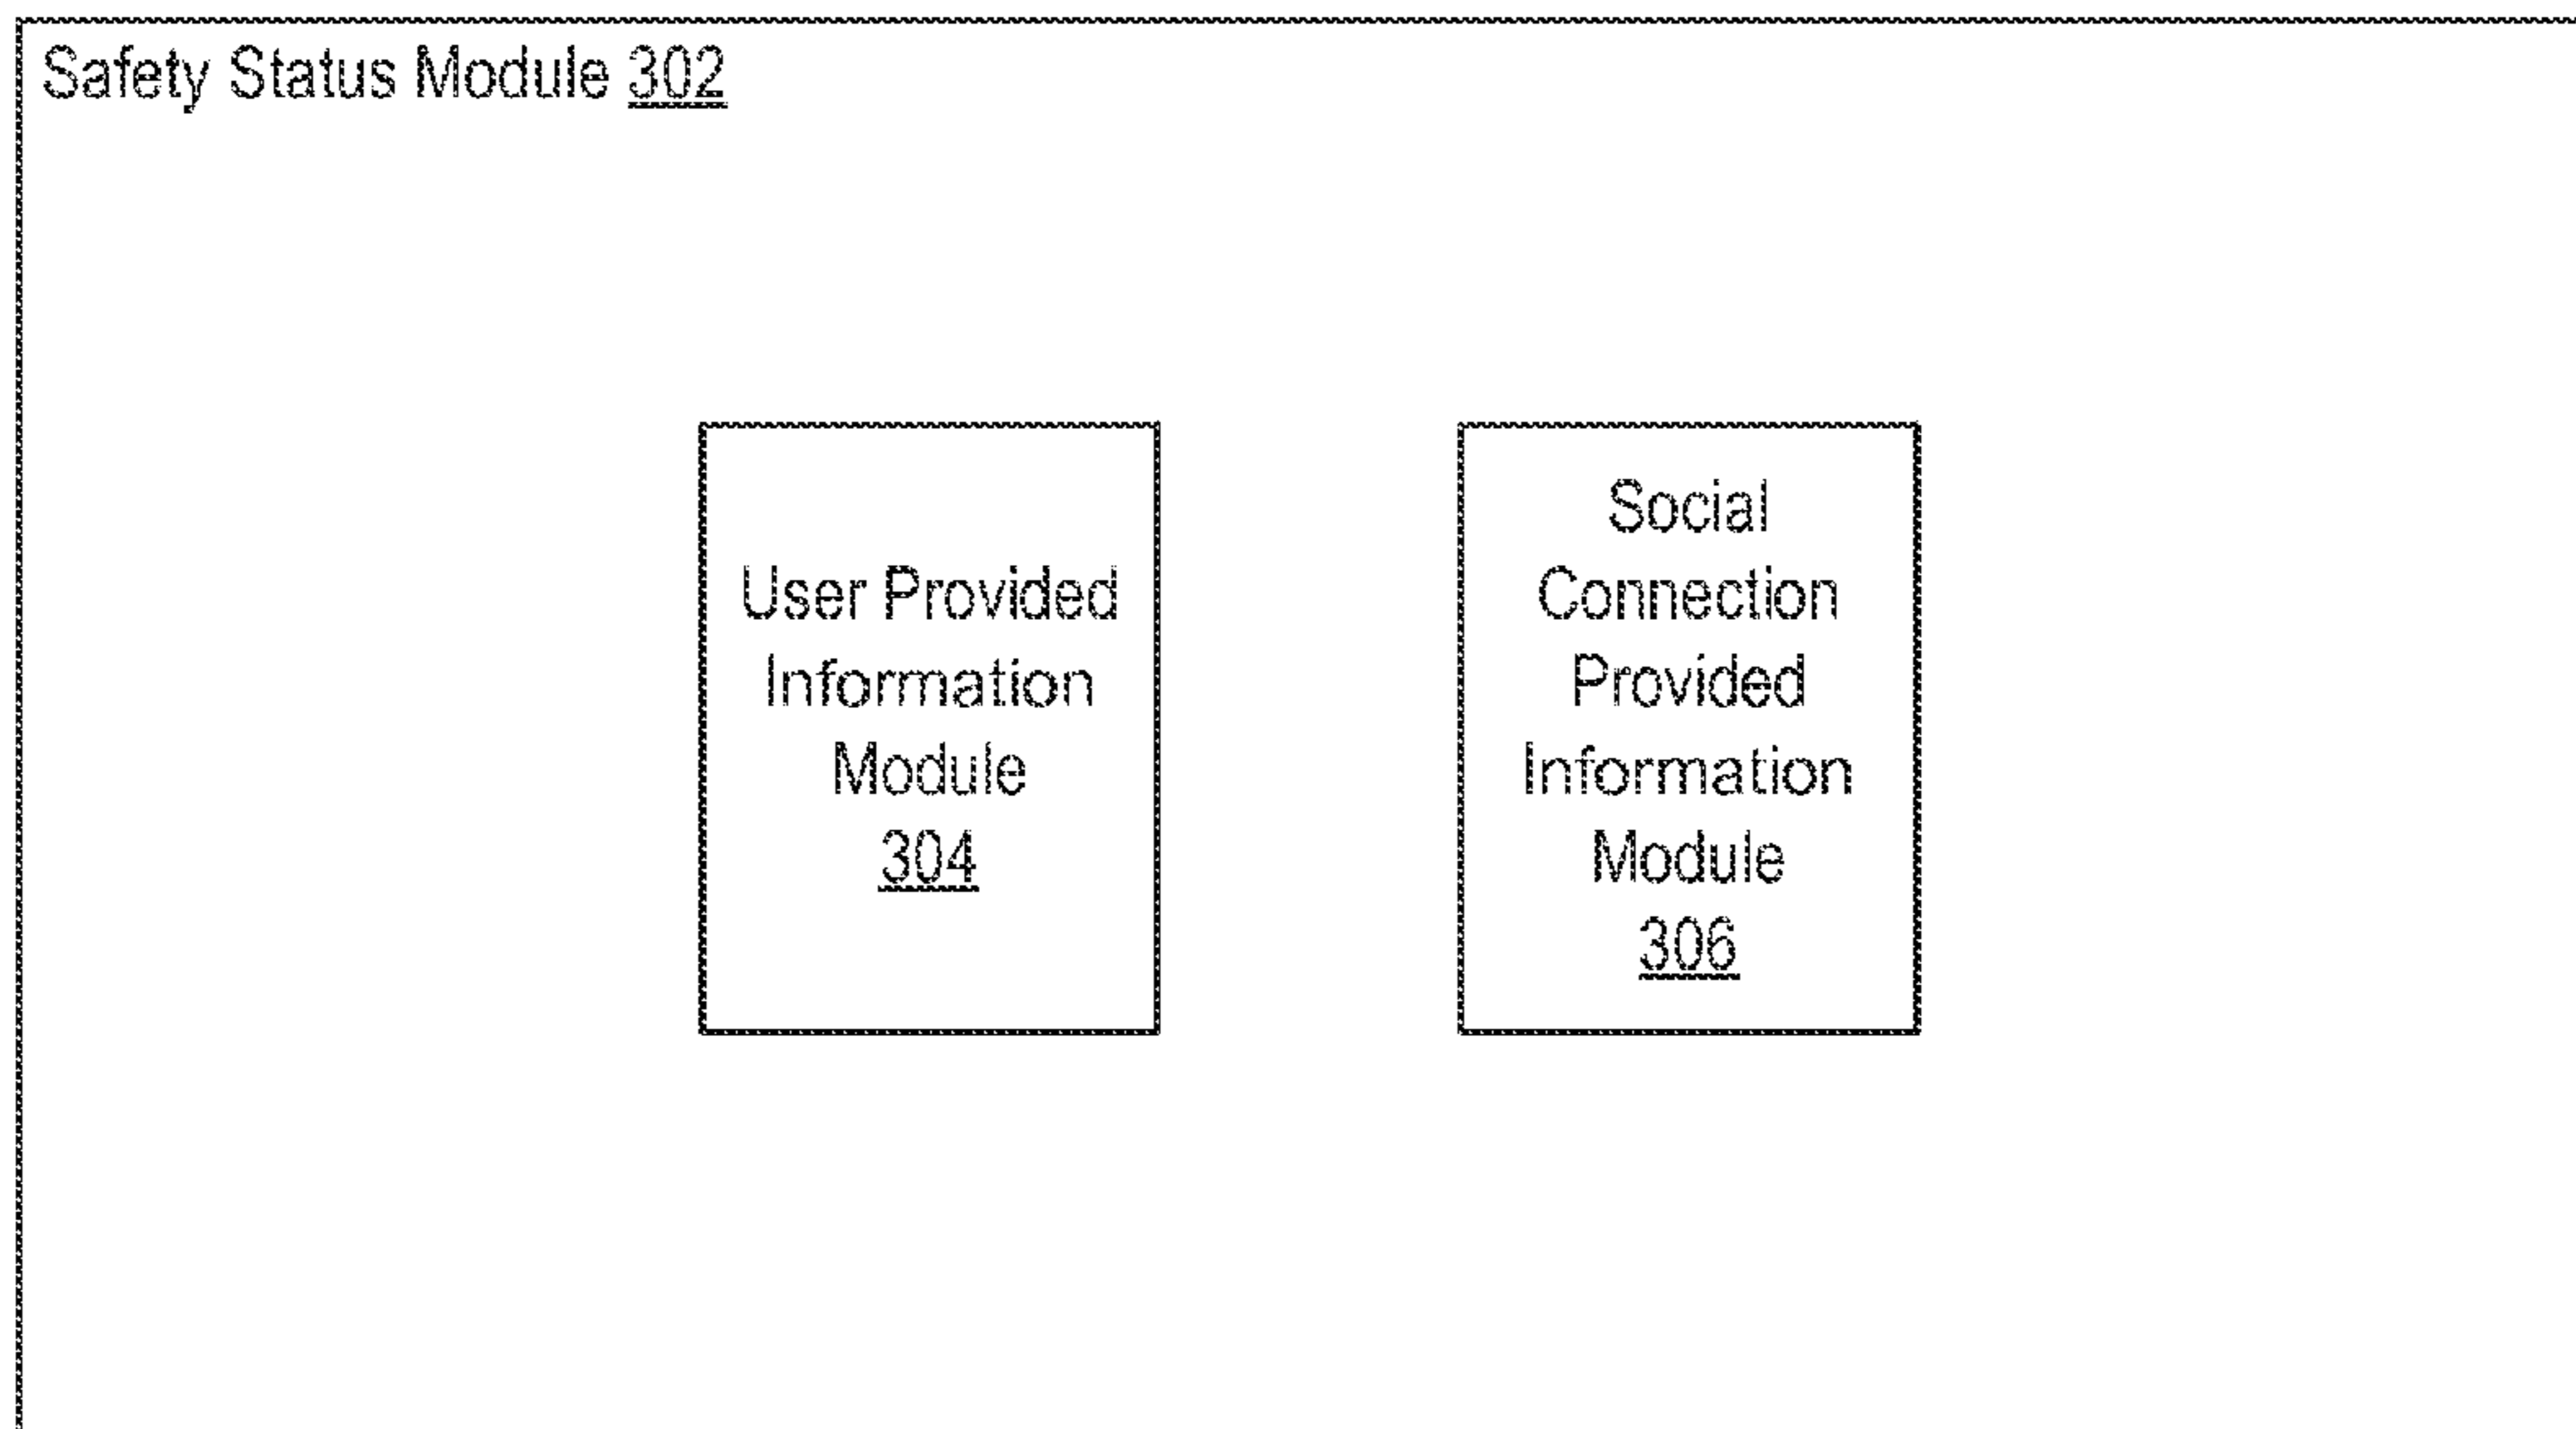 Safety Status Module 302
User Provided
Information
Module
304
Social
Connection
Provided
Information
Module
306